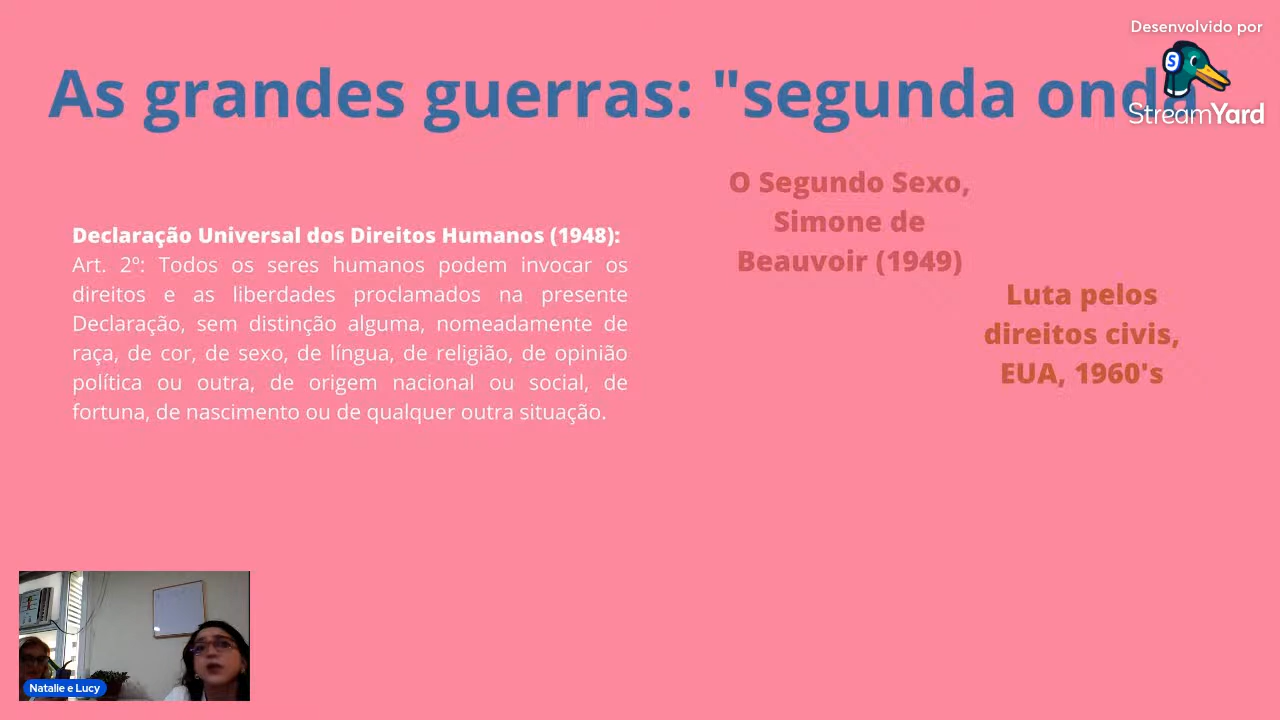 Desenvolvido por
StreamYard
As grandes guerras: "segunda onda"
O Segundo Sexo,
Simone de
Beauvoir (1949)
Declaração Universal dos Direitos Humanos (1948):
Art. 2º: Todos os seres humanos podem invocar os
direitos e as liberdades proclamados na presente
Declaração, sem distinção alguma, nomeadamente de
raça, de cor, de sexo, de língua, de religião, de opinião
política ou outra, de origem nacional ou social, de
fortuna, de nascimento ou de qualquer outra situação.
Luta pelos
direitos civis,
EUA, 1960's
Natalie e Lucy